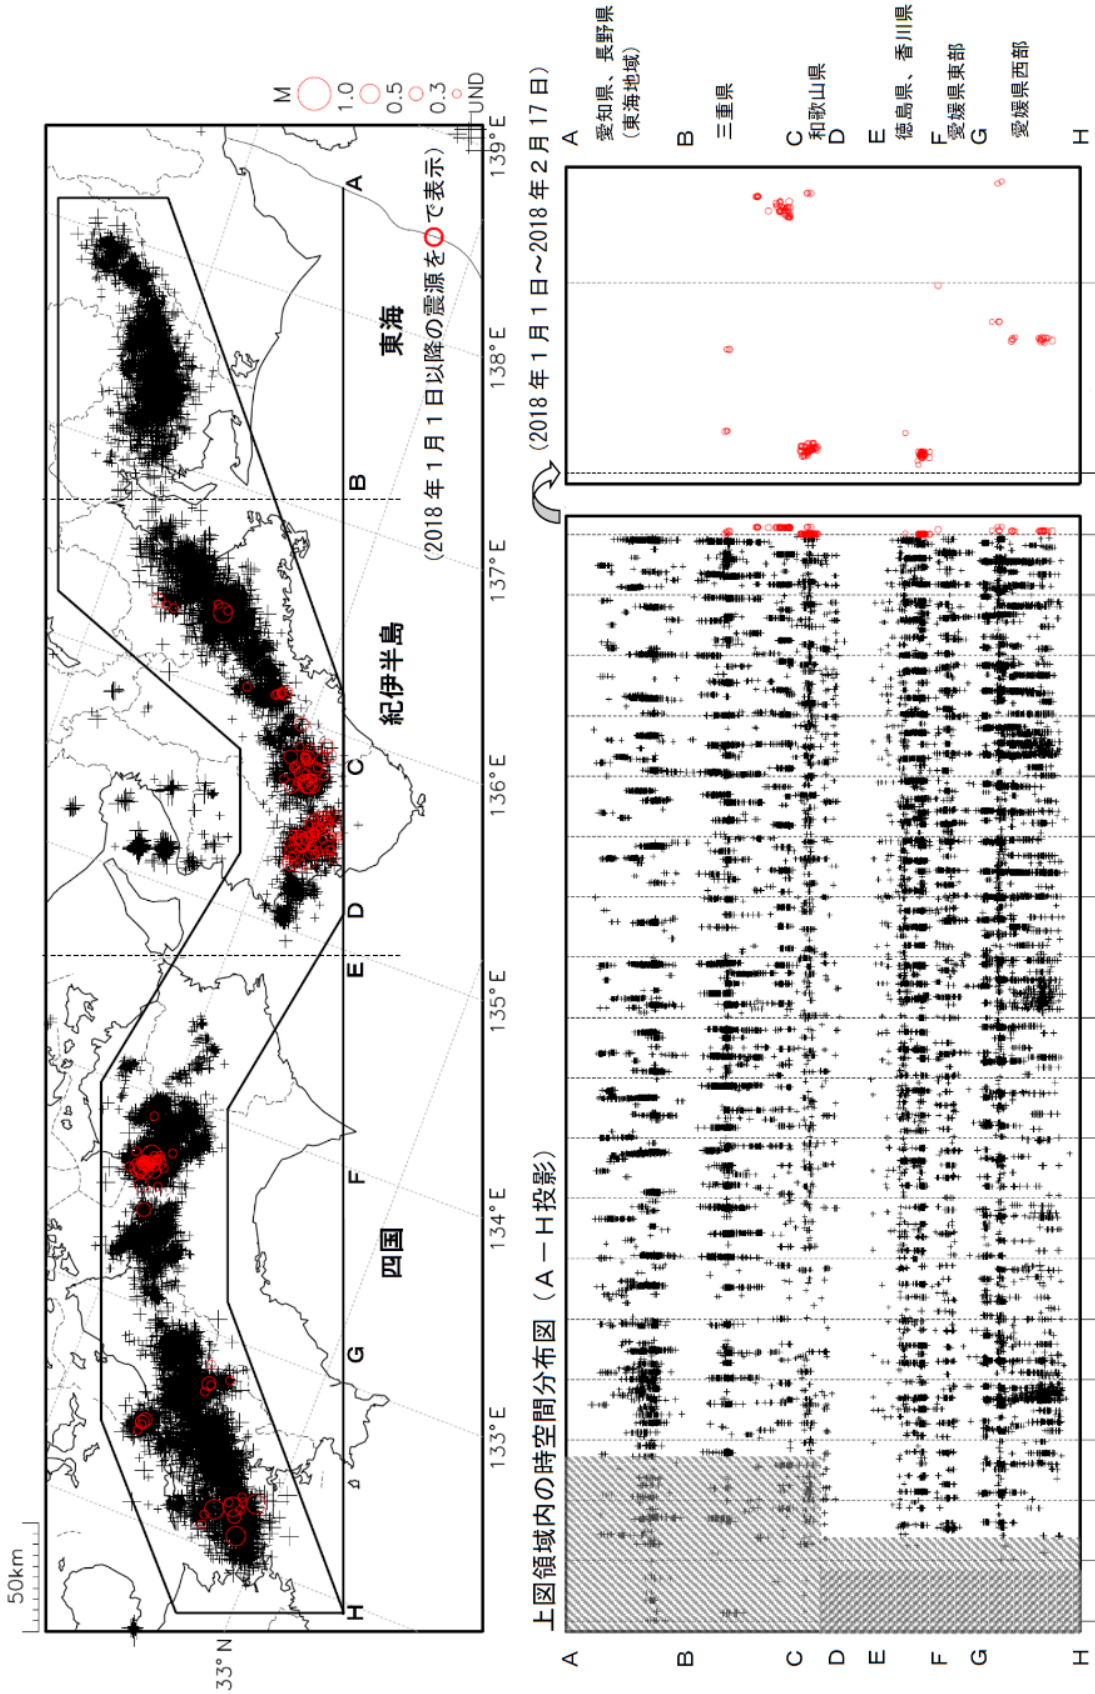 50km
33°N
133°E
134°E
135°E
136°E
137°E
138°E
139°E
H
G
F
E
D
C
B
A
四国
紀伊半島
東海
(2018年1月1日以降の震源を○で表示)
M
1.0
0.5
0.3
UND
上図領域内の時空間分布図(A-H投影)
(2018年1月1日~2018年2月17日)
A
B
C
D
E
F
G
H
A
愛知県、長野県
(東海地域)
B
三重県
C
和歌山県
D
E
徳島県、香川県
F
愛媛県東部
G
愛媛県西部
H